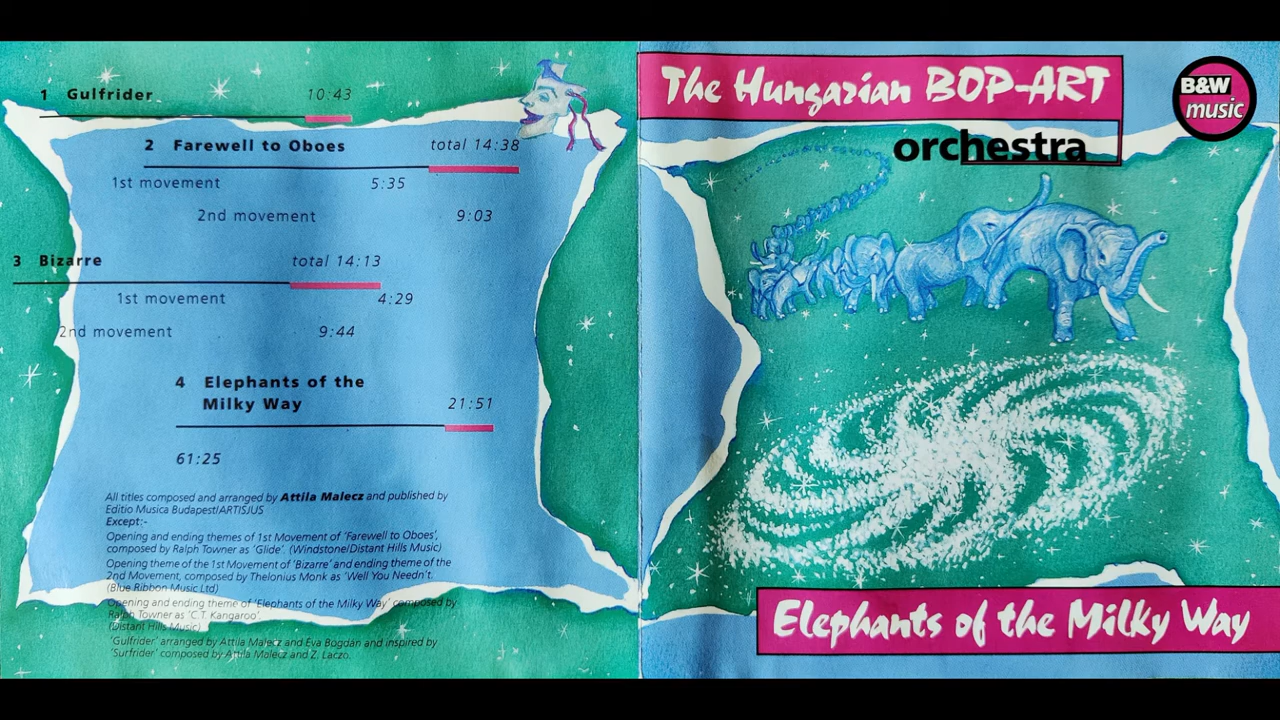 1 Gulfrider 10:43
2 Farewell to Oboes total 14:38
1st movement 5:35
2nd movement 9:03
3 Bizarre total 14:13
1st movement 4:29
2nd movement 9:44
4 Elephants of the
Milky Way 21:51
61:25
All titles composed and arranged by Attila Malecz and published by
Editio Musica Budapest/ARTISJUS
Except:-
Opening and ending themes of 1st Movement of 'Farewell to Oboes',
composed by Ralph Towner as 'Glide'. (Windstone/Distant Hills Music)
Opening theme of the 1st Movement of 'Bizarre' and ending theme of the
2nd Movement, composed by Thelonius Monk as 'Well You Needn't.
(Blue Ribbon Music Ltd)
Opening and ending theme of 'Elephants of the Milky Way' composed by
Ralph Towner as 'C.T. Kangaroo'.
(Distant Hills Music)
'Gulfrider' arranged by Attila Malecz and Eva Bogdan and inspired by
'Surfrider' composed by Attila Malecz and Z. Laczo.
The Hungarian BOP-ART
orchestra
B&W
music
Elephants of the Milky Way